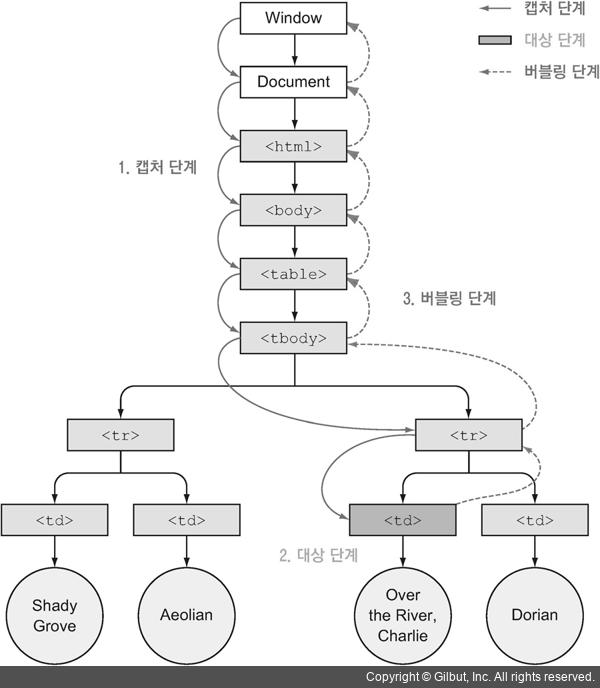 Window
캡처 단계
대상 단계
버블링 단계
Document
<html>
1. 캡처 단계
<body>
<table>
3. 버블링 단계
<tbody>
<tr>
<tr>
<td>
<td>
<td>
<td>
2. 대상 단계
Shady
Grove
Aeolian
Over
the River,
Charlie
Dorian
Copyright © Gilbut, Inc. All rights reserved.